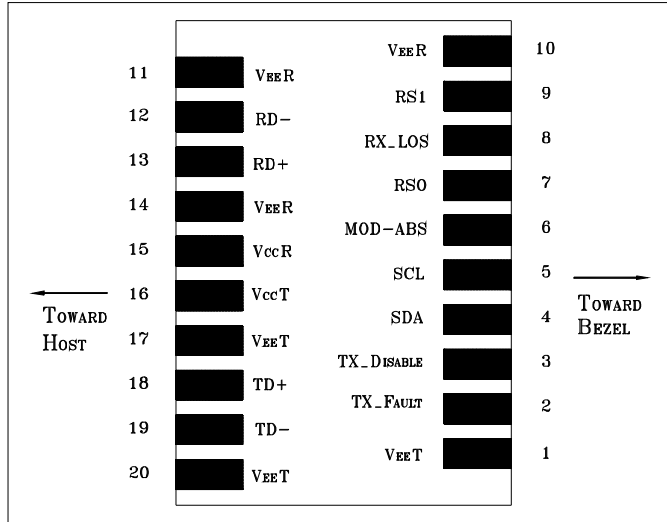 VEER 10
11 VEER
RS1 9
12 RD-
RX_LOS 8
13 RD+
RS0 7
14 VEER
MOD-ABS 6
15 VCCR
SCL 5
16 VCCT
TOWARD
HOST
TOWARD
BEZEL
SDA 4
17 VEET
TX_DISABLE 3
18 TD+
TX_FAULT 2
19 TD-
VEET 1
20 VEET